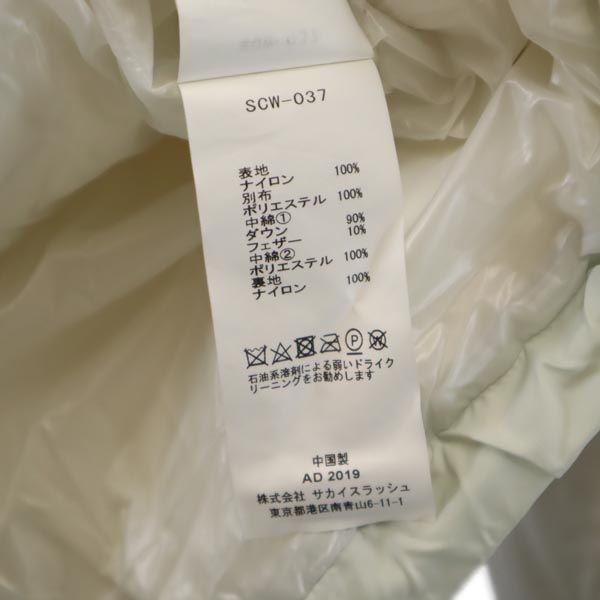 SCW-037
表地 100%
ナイロン
別布 100%
ポリエステル
中綿① 90%
ダウン 10%
フェザー
中綿② 100%
ポリエステル
裏地 100%
ナイロン
P W
石油系溶剤による弱いドライク
リーニングをお勧めします
中国製
AD 2019
株式会社 サカイスラッシュ
東京都港区南青山6-11-1